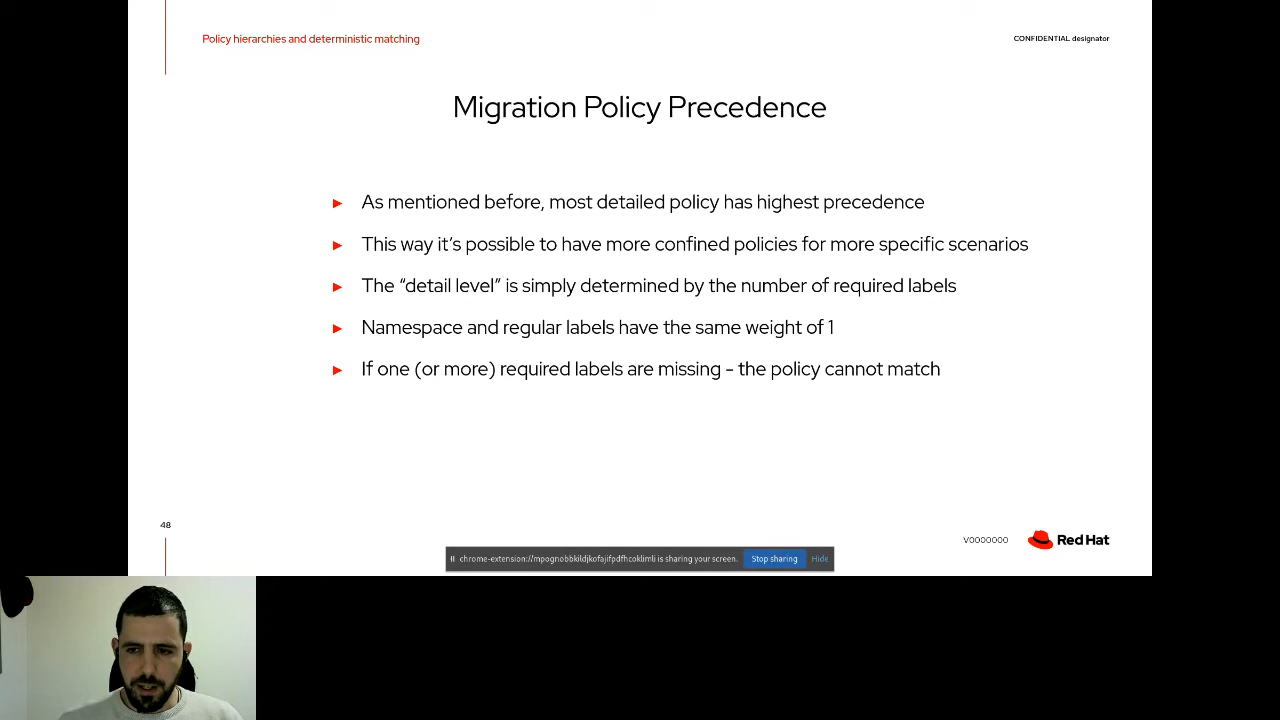 Policy hierarchies and deterministic matching
CONFIDENTIAL designator
Migration Policy Precedence
► As mentioned before, most detailed policy has highest precedence
► This way it's possible to have more confined policies for more specific scenarios
► The “detail level” is simply determined by the number of required labels
► Namespace and regular labels have the same weight of 1
► If one (or more) required labels are missing - the policy cannot match
48
V0000000
Red Hat
chrome-extension://mpognobbkildjkofajifpdfhcoklimli is sharing your screen.
Stop sharing
Hide